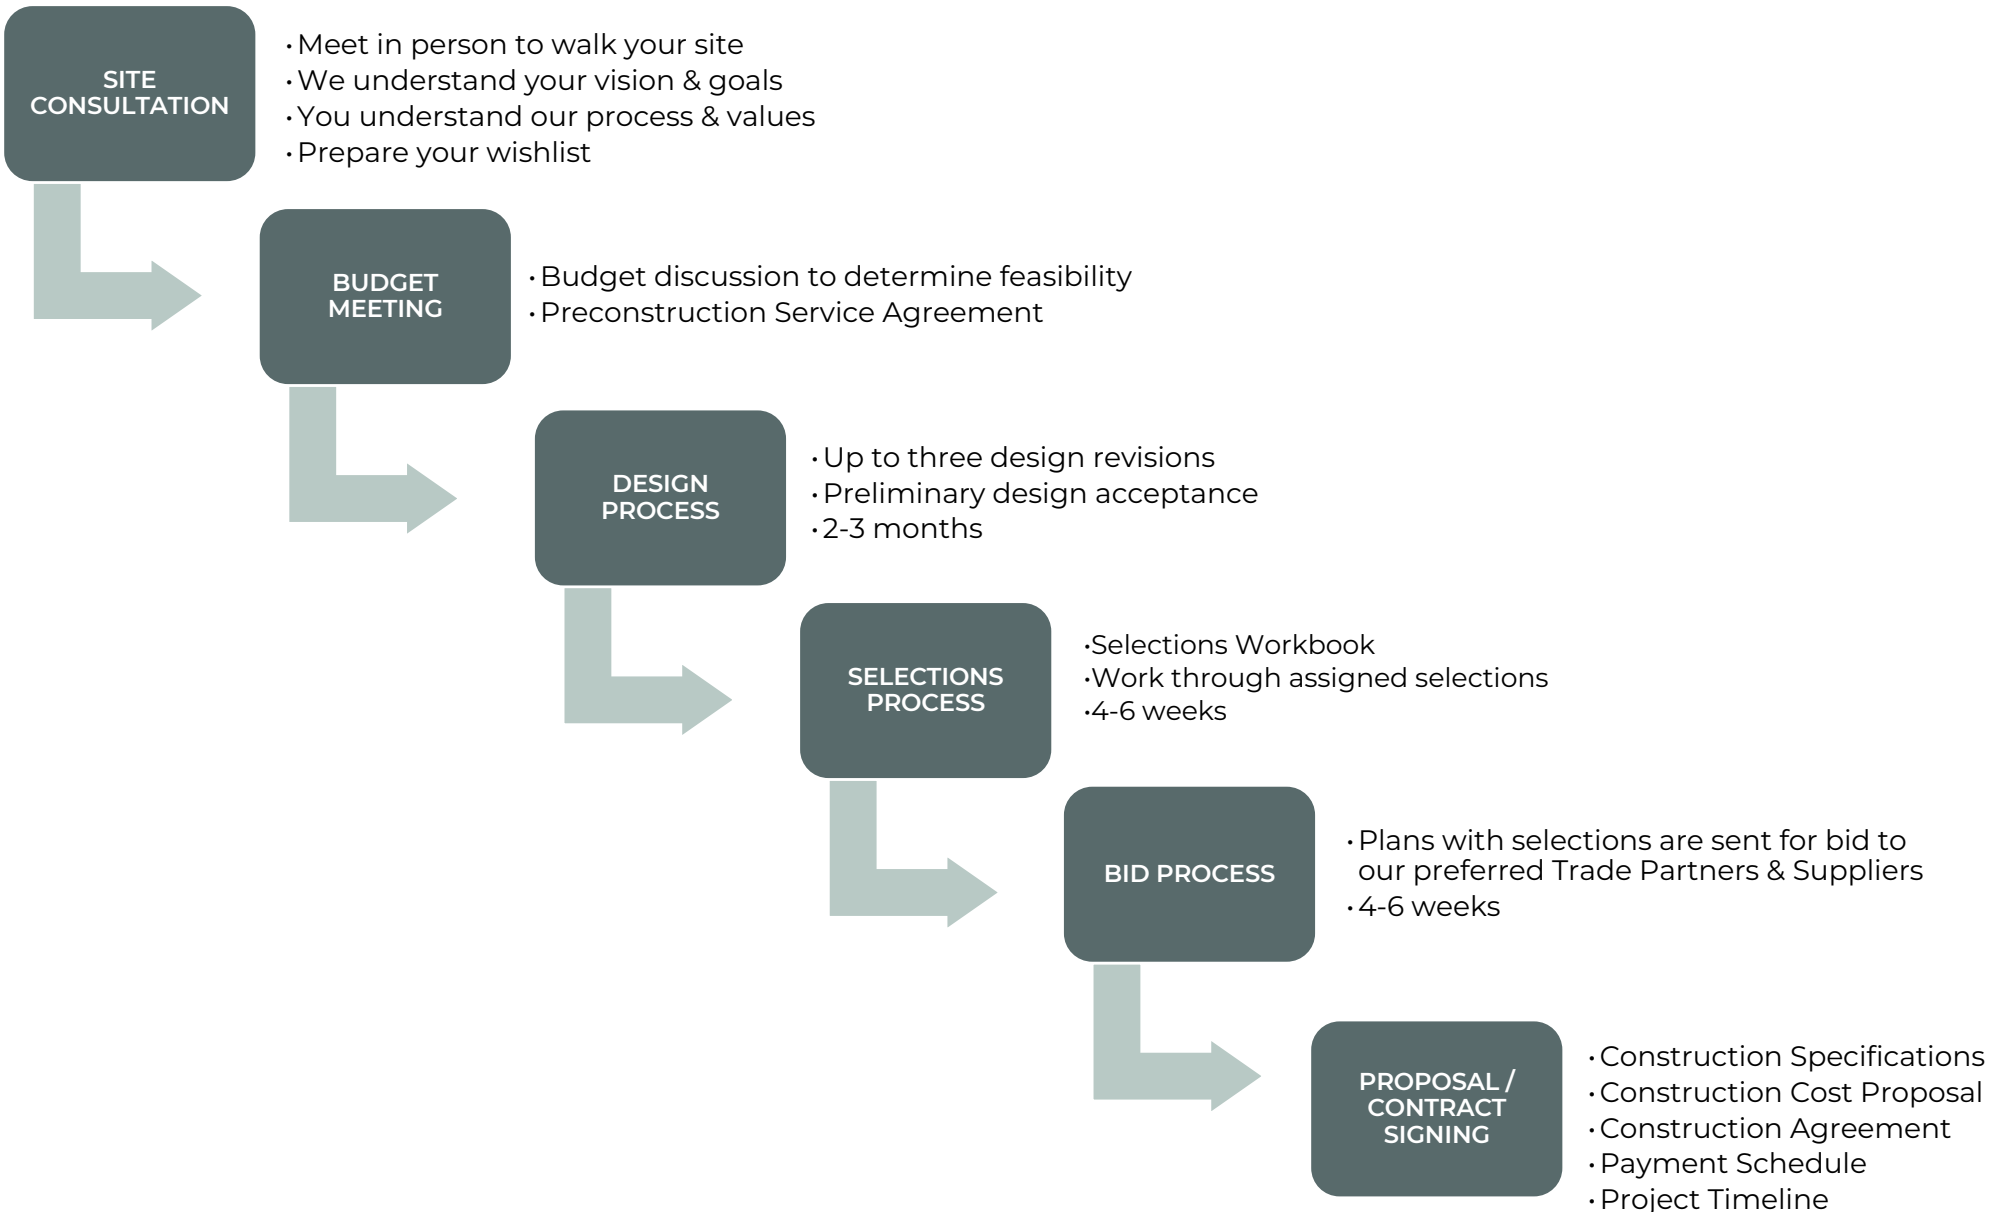 SITE
CONSULTATION
·Meet in person to walk your site
·We understand your vision & goals
·You understand our process & values
·Prepare your wishlist
BUDGET
MEETING
·Budget discussion to determine feasibility
·Preconstruction Service Agreement
DESIGN
PROCESS
·Up to three design revisions
·Preliminary design acceptance
·2-3 months
SELECTIONS
PROCESS
·Selections Workbook
·Work through assigned selections
·4-6 weeks
BID PROCESS
·Plans with selections are sent for bid to
our preferred Trade Partners & Suppliers
·4-6 weeks
PROPOSAL /
CONTRACT
SIGNING
·Construction Specifications
·Construction Cost Proposal
·Construction Agreement
·Payment Schedule
·Project Timeline